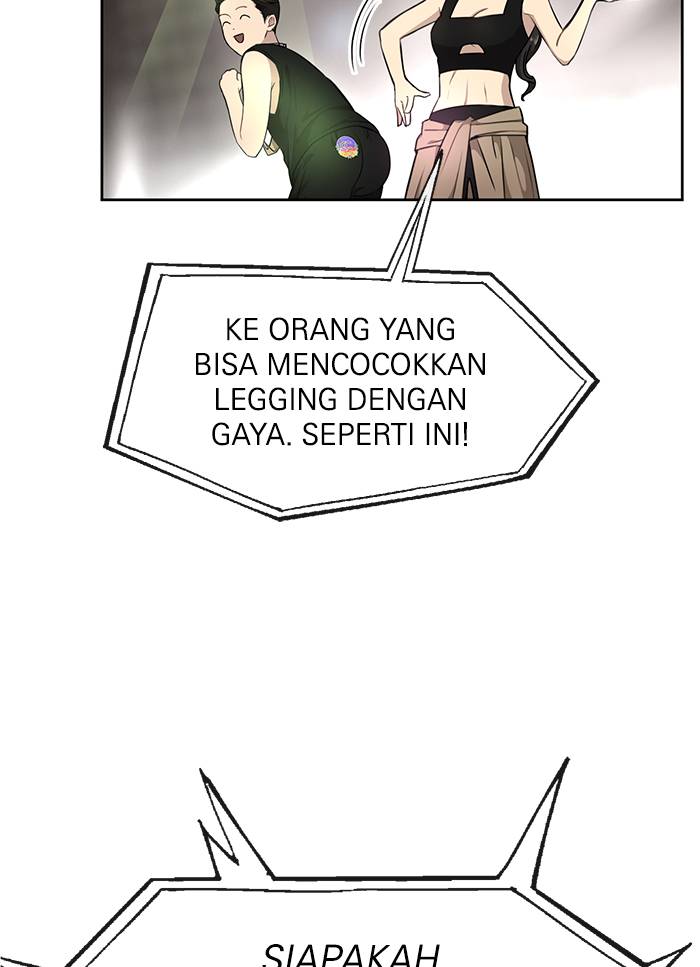 KE ORANG YANG
BISA MENCOCOKKAN
LEGGING DENGAN
GAYA. SEPERTI INI!
SIAPAKAH